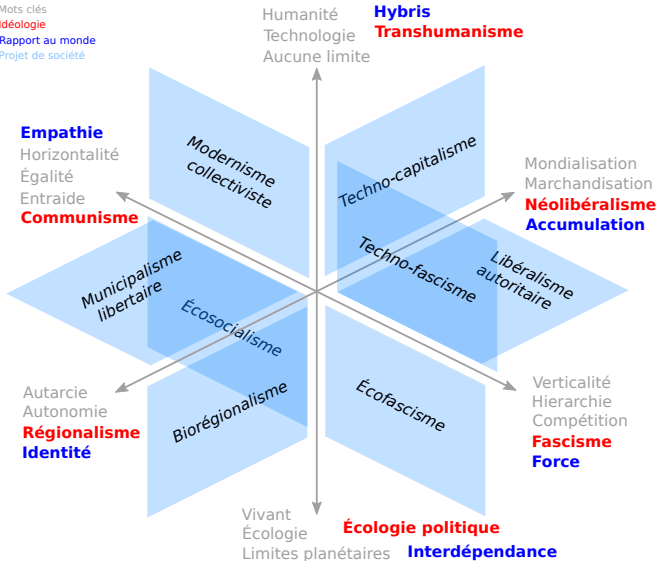 Mots clés
Idéologie
Rapport au monde
Projet de société
Humanité
Technologie
Aucune limite
Hybris
Transhumanisme
Empathie
Horizontalité
Égalité
Entraide
Communisme
Modernisme
collectiviste
Techno-capitalisme
Mondialisation
Marchandisation
Néolibéralisme
Accumulation
Municipalisme
libertaire
Écosocialisme
Techno-fascisme
Libéralisme
autoritaire
Autarcie
Autonomie
Régionalisme
Identité
Biorégionalisme
Écofascisme
Verticalité
Hierarchie
Compétition
Fascisme
Force
Vivant
Écologie
Limites planétaires
Écologie politique
Interdépendance